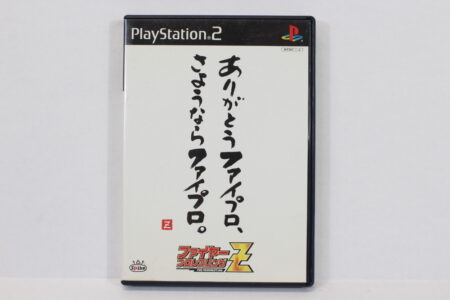 PlayStation.2
ありがとうファイプロ、
さようならファイプロ。
Z
Spike
ファイヤー
プロレスリング
Z